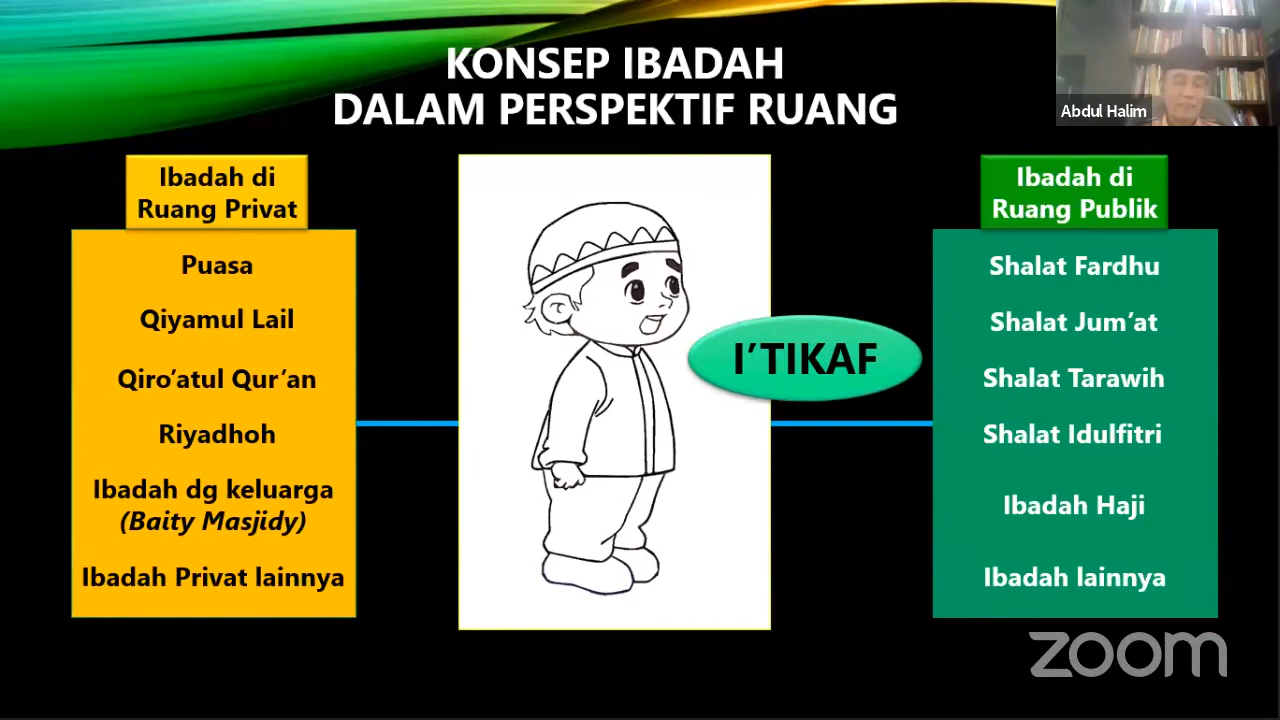 KONSEP IBADAH
DALAM PERSPEKTIF RUANG
Abdul Halim
Ibadah di
Ruang Privat
Puasa
Qiyamul Lail
Qiro’atul Qur’an
Riyadhoh
Ibadah dg keluarga
(Baity Masjidy)
Ibadah Privat lainnya
I’TIKAF
Ibadah di
Ruang Publik
Shalat Fardhu
Shalat Jum’at
Shalat Tarawih
Shalat Idulfitri
Ibadah Haji
Ibadah lainnya
zoom